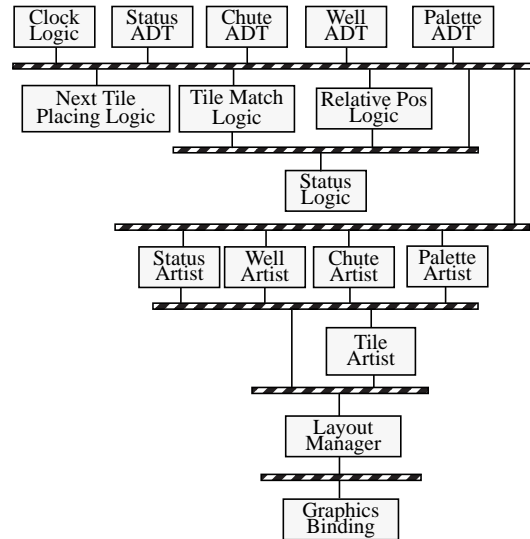 Clock
Logic
Status
ADT
Chute
ADT
Well
ADT
Palette
ADT
Next Tile
Placing Logic
Tile Match
Logic
Relative Pos
Logic
Status
Logic
Status
Artist
Well
Artist
Chute
Artist
Palette
Artist
Tile
Artist
Layout
Manager
Graphics
Binding